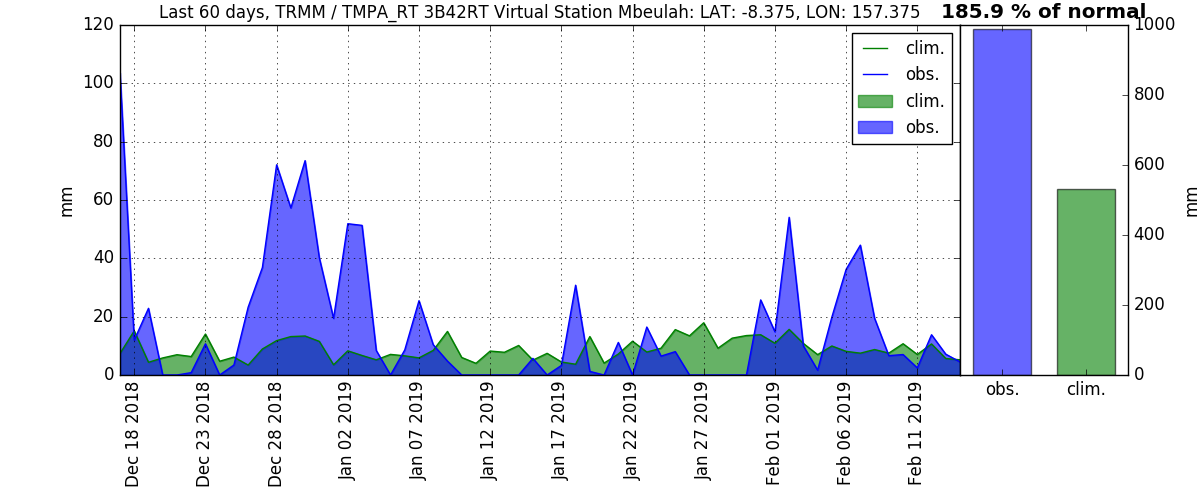 Last 60 days, TRMM / TMPA_RT 3B42RT Virtual Station Mbeulah: LAT: -8.375, LON: 157.375
185.9 % of normal
120
100
80
60
40
20
0
mm
clim.
obs.
clim.
obs.
1000
800
600
400
200
0
mm
obs.
clim.
Dec 18 2018
Dec 23 2018
Dec 28 2018
Jan 02 2019
Jan 07 2019
Jan 12 2019
Jan 17 2019
Jan 22 2019
Jan 27 2019
Feb 01 2019
Feb 06 2019
Feb 11 2019